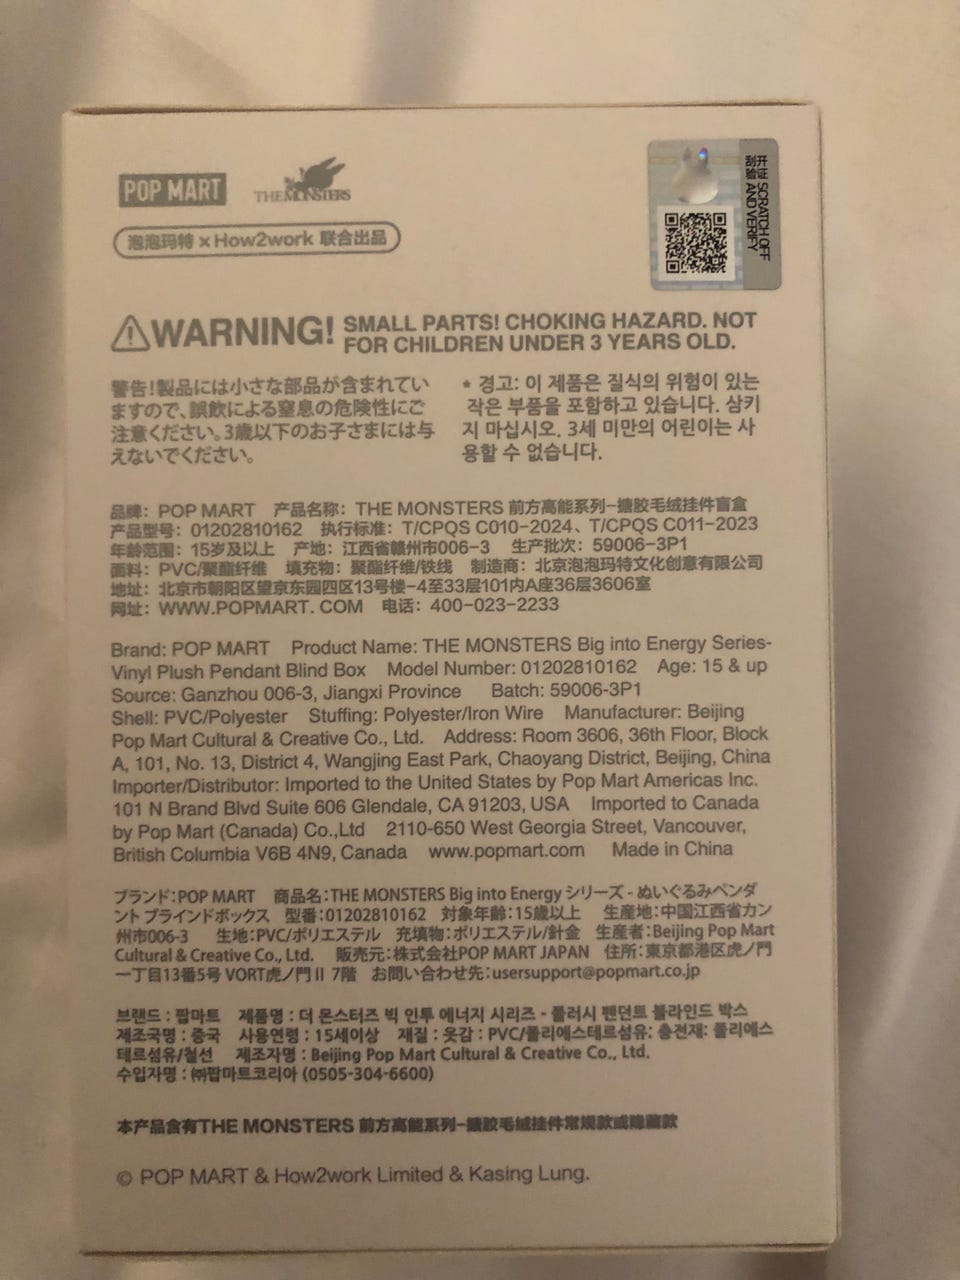 POP MART THE MONSTERS
泡泡玛特 × How2work 联合出品
刮开验证 SCRATCH OFF AND VERIFY
WARNING! SMALL PARTS! CHOKING HAZARD. NOT
FOR CHILDREN UNDER 3 YEARS OLD.
警告!製品には小さな部品が含まれてい
ますので、誤飲による窒息の危険性にご
注意ください。3歳以下のお子さまには与
えないでください。
* 경고: 이 제품은 질식의 위험이 있는
작은 부품을 포함하고 있습니다. 삼키
지 마십시오. 3세 미만의 어린이는 사
용할 수 없습니다.
品牌: POP MART 产品名称: THE MONSTERS 前方高能系列-搪胶毛绒挂件盲盒
产品型号: 01202810162 执行标准: T/CPQS C010-2024、T/CPQS C011-2023
年龄范围: 15岁及以上 产地: 江西省赣州市006-3 生产批次: 59006-3P1
面料: PVC/聚酯纤维 填充物: 聚酯纤维/铁线 制造商: 北京泡泡玛特文化创意有限公司
地址: 北京市朝阳区望京东园四区13号楼-4至33层101内A座36层3606室
网址: WWW.POPMART.COM 电话: 400-023-2233
Brand: POP MART Product Name: THE MONSTERS Big into Energy Series-
Vinyl Plush Pendant Blind Box Model Number: 01202810162 Age: 15 & up
Source: Ganzhou 006-3, Jiangxi Province Batch: 59006-3P1
Shell: PVC/Polyester Stuffing: Polyester/Iron Wire Manufacturer: Beijing
Pop Mart Cultural & Creative Co., Ltd. Address: Room 3606, 36th Floor, Block
A, 101, No. 13, District 4, Wangjing East Park, Chaoyang District, Beijing, China
Importer/Distributor: Imported to the United States by Pop Mart Americas Inc.
101 N Brand Blvd Suite 606 Glendale, CA 91203, USA Imported to Canada
by Pop Mart (Canada) Co.,Ltd 2110-650 West Georgia Street, Vancouver,
British Columbia V6B 4N9, Canada www.popmart.com Made in China
ブランド:POP MART 商品名:THE MONSTERS Big into Energy シリーズ - ぬいぐるみペンダ
ント ブラインドボックス 型番:01202810162 対象年齢:15歳以上 生産地:中国江西省カン
州市006-3 生地:PVC/ポリエステル 充填物:ポリエステル/針金 生産者:Beijing Pop Mart
Cultural & Creative Co., Ltd. 販売元:株式会社POP MART JAPAN 住所:東京都港区虎ノ門
一丁目13番5号 VORT虎ノ門Ⅱ 7階 お問い合わせ先:usersupport@popmart.co.jp
브랜드 : 팝마트 제품명 : 더 몬스터즈 빅 인투 에너지 시리즈 - 플러시 펜던트 블라인드 박스
제조국명 : 중국 사용연령 : 15세이상 재질 : 옷감 : PVC/폴리에스테르섬유; 충전재: 폴리에스
테르섬유/철선 제조자명 : Beijing Pop Mart Cultural & Creative Co., Ltd.
수입자명 : ㈜팝마트코리아 (0505-304-6600)
本产品含有THE MONSTERS 前方高能系列-搪胶毛绒挂件常规款或隐藏款
© POP MART & How2work Limited & Kasing Lung.